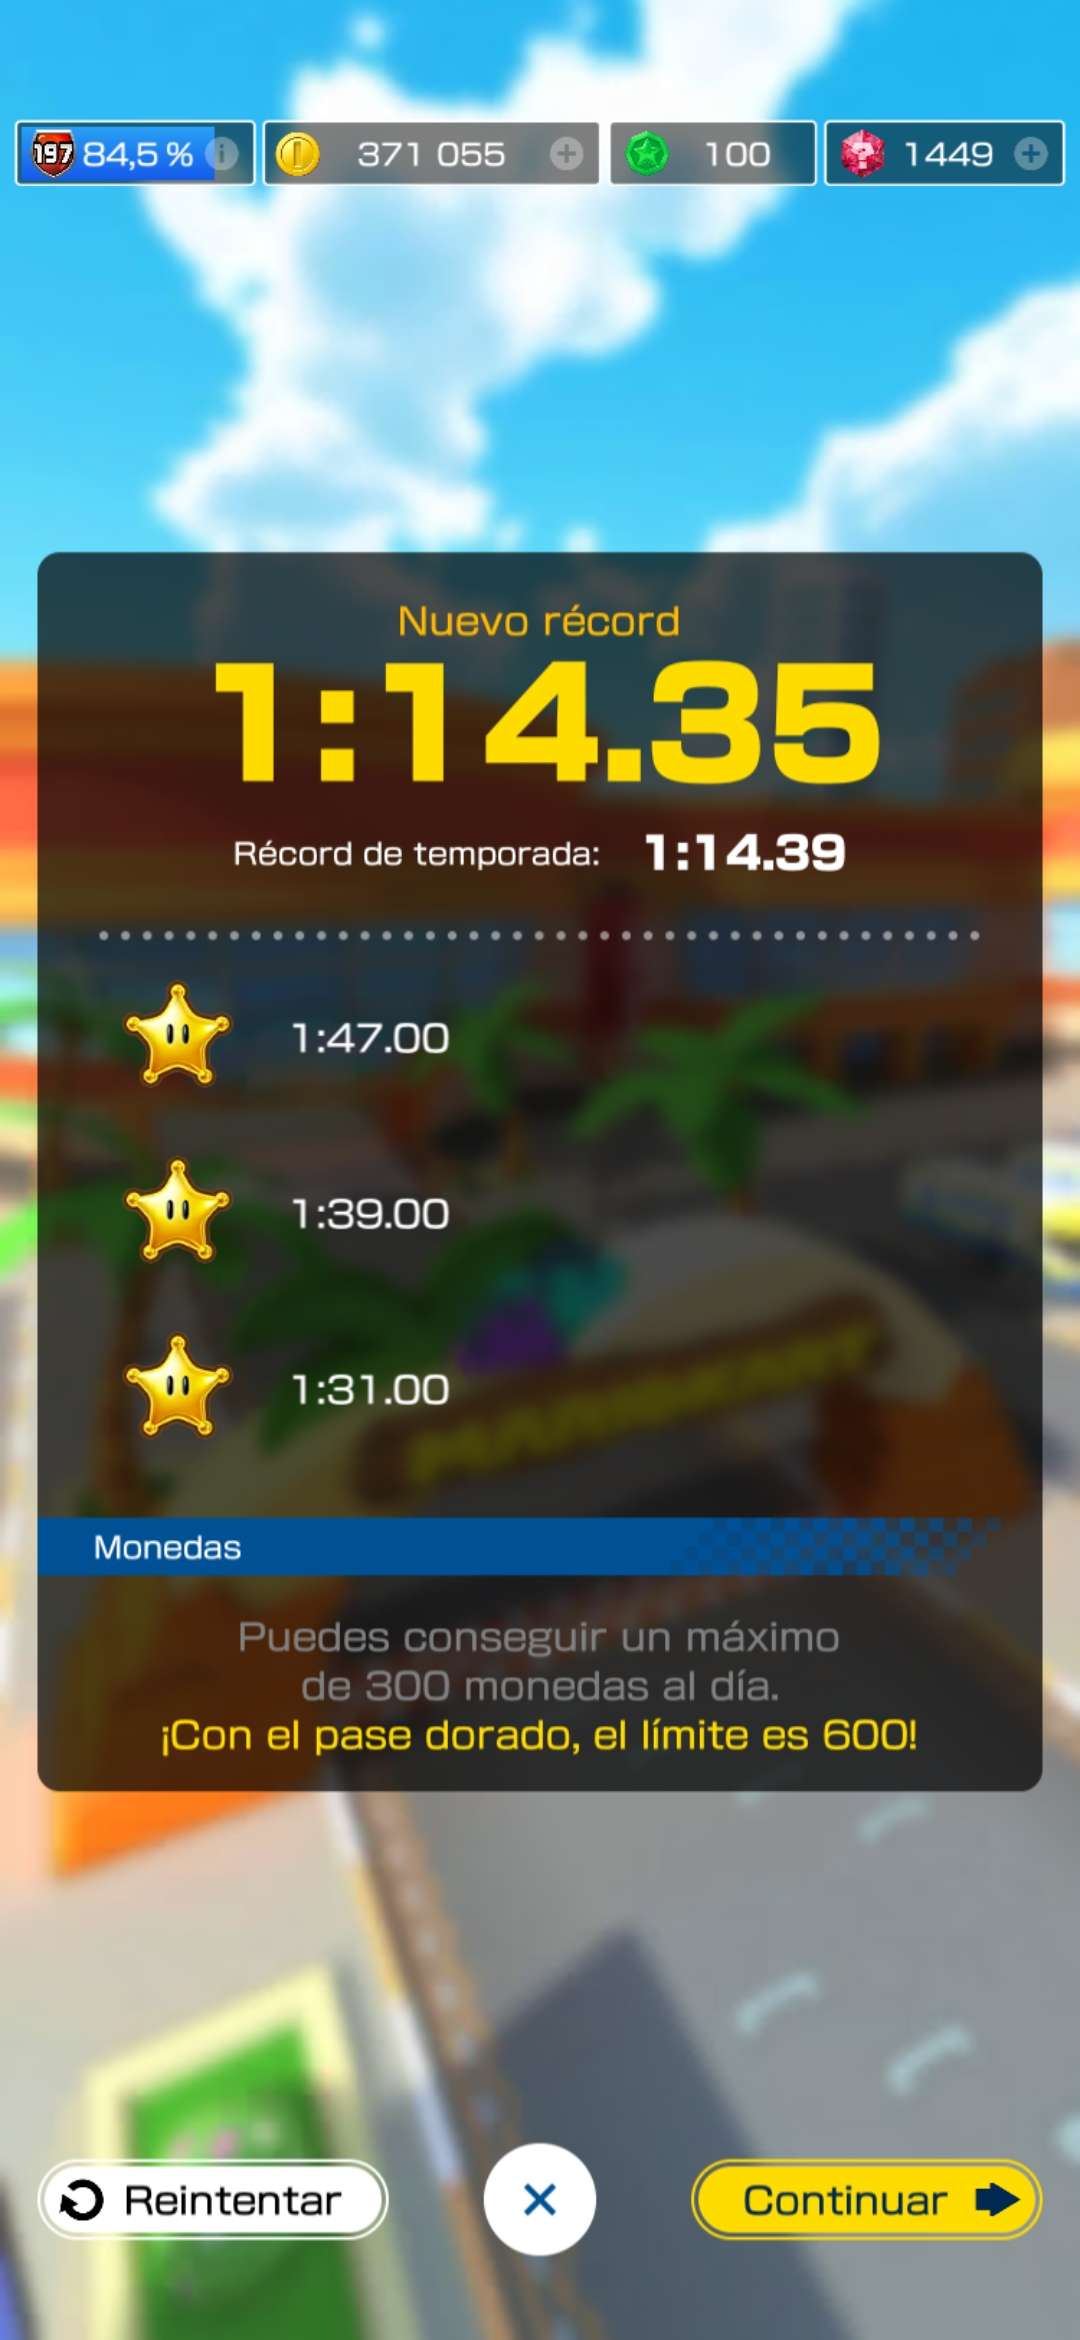 197 84,5 % i 371 055 + 100 1449 +
Nuevo récord
1:14.35
Récord de temporada: 1:14.39
1:47.00
1:39.00
1:31.00
Monedas
Puedes conseguir un máximo
de 300 monedas al día.
¡Con el pase dorado, el límite es 600!
Reintentar × Continuar